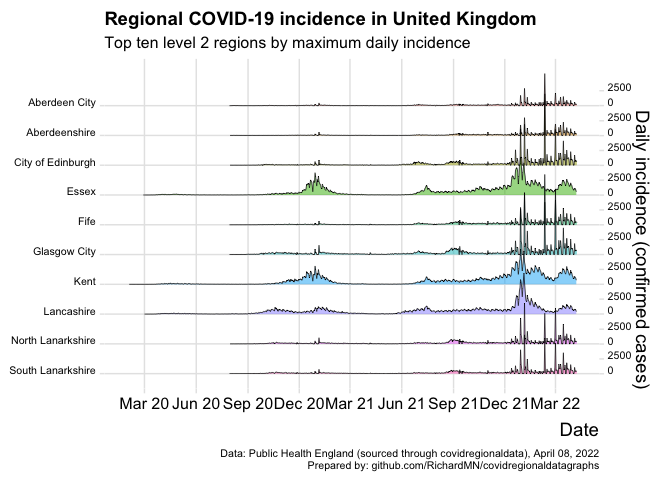 Regional COVID-19 incidence in United Kingdom
Top ten level 2 regions by maximum daily incidence
Aberdeen City
2500
0
Aberdeenshire
2500
0
City of Edinburgh
2500
0
Essex
2500
0
Fife
2500
0
Glasgow City
2500
0
Kent
2500
0
Lancashire
2500
0
North Lanarkshire
2500
0
South Lanarkshire
2500
0
Daily incidence (confirmed cases)
Mar 20 Jun 20 Sep 20 Dec 20 Mar 21 Jun 21 Sep 21 Dec 21 Mar 22
Date
Data: Public Health England (sourced through covidregionaldata), April 08, 2022
Prepared by: github.com/RichardMN/covidregionaldatagraphs